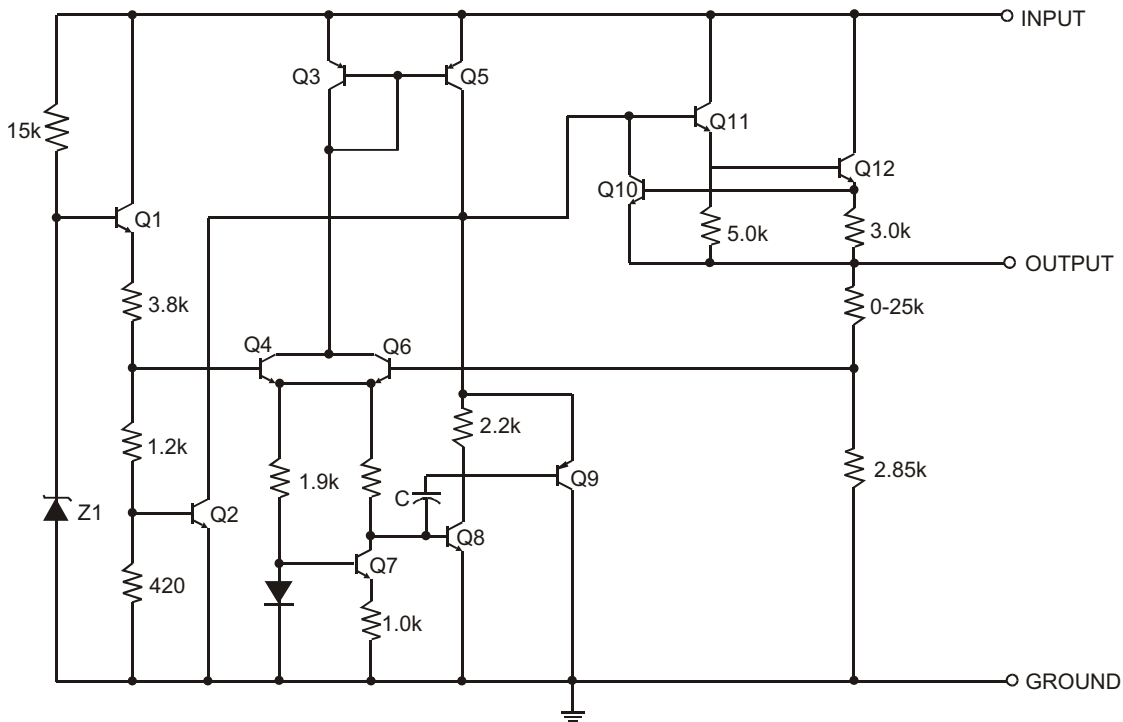 INPUT
Q3
Q5
15k
Q11
Q12
Q10
Q1
5.0k
3.0k
OUTPUT
3.8k
0-25k
Q4
Q6
1.2k
2.2k
1.9k
Q9
2.85k
C
Z1
Q2
Q8
Q7
420
1.0k
GROUND